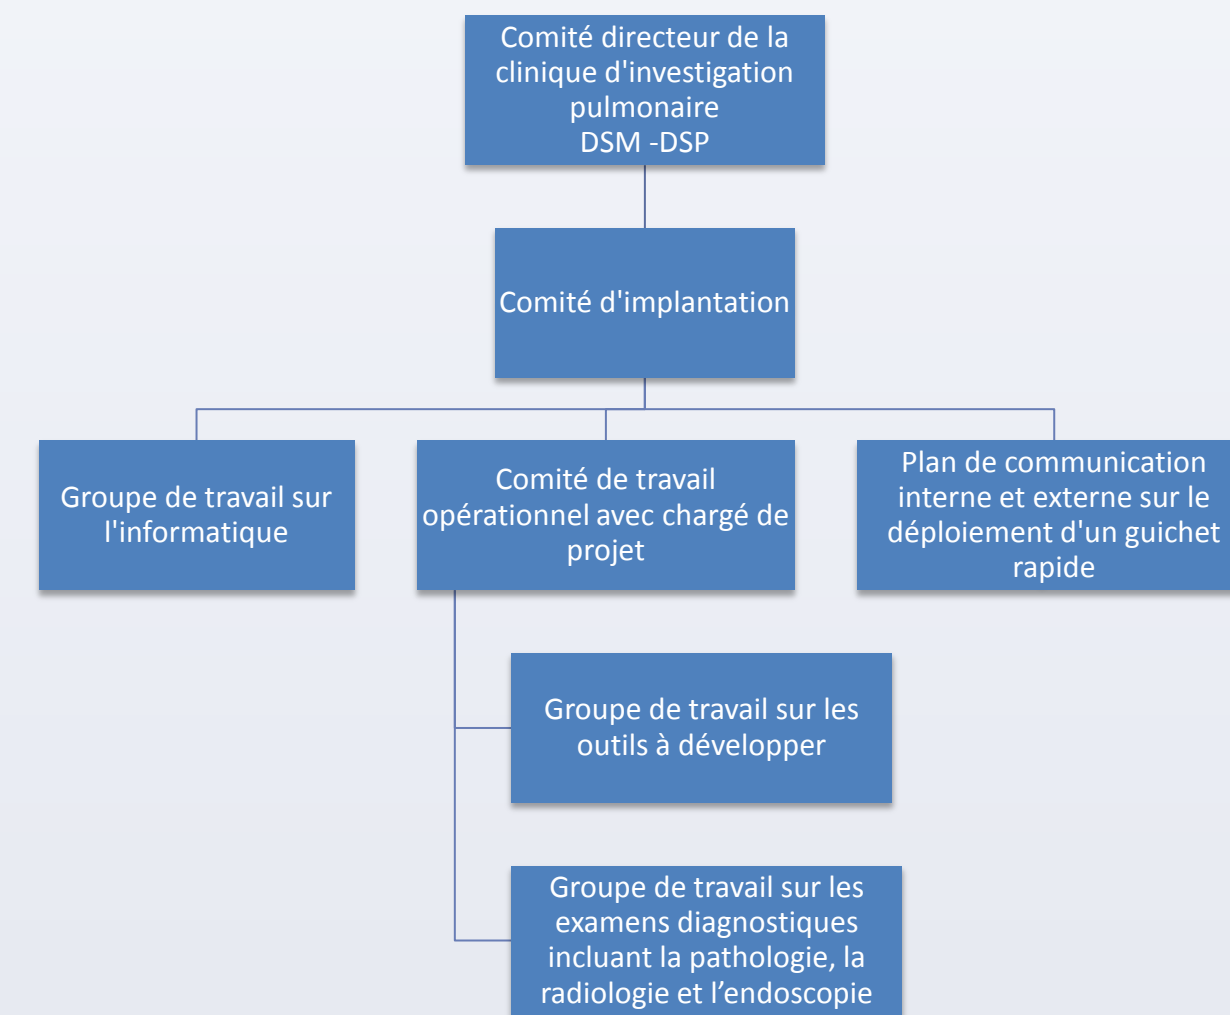 Comité directeur de la
clinique d'investigation
pulmonaire
DSM -DSP
Comité d'implantation
Groupe de travail sur
l'informatique
Comité de travail
opérationnel avec chargé de
projet
Plan de communication
interne et externe sur le
déploiement d'un guichet
rapide
Groupe de travail sur les
outils à développer
Groupe de travail sur les
examens diagnostiques
incluant la pathologie, la
radiologie et l’endoscopie